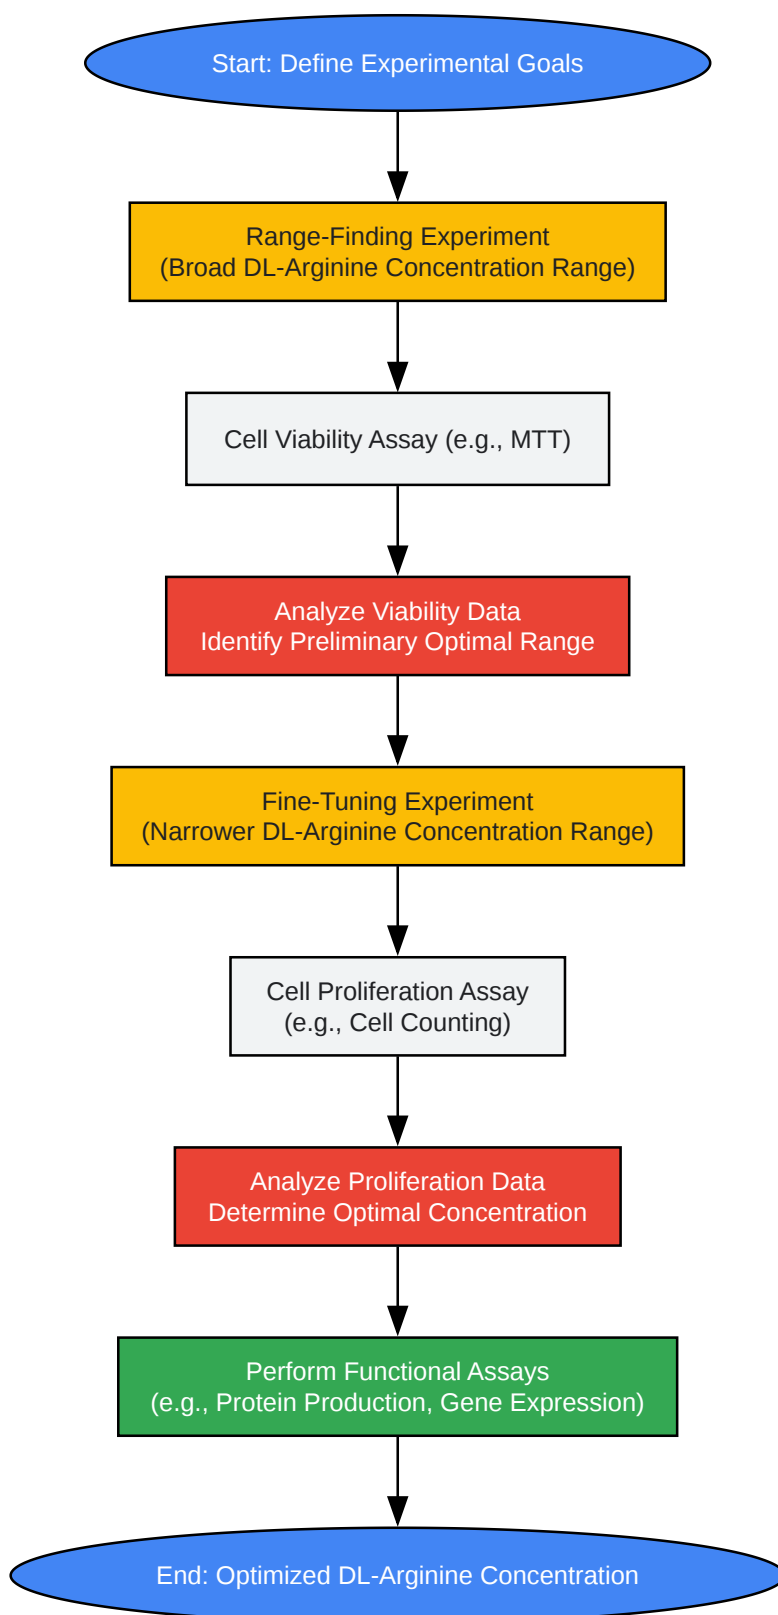 Start: Define Experimental Goals
Range-Finding Experiment
(Broad DL-Arginine Concentration Range)
Cell Viability Assay (e.g., MTT)
Analyze Viability Data
Identify Preliminary Optimal Range
Fine-Tuning Experiment
(Narrower DL-Arginine Concentration Range)
Cell Proliferation Assay
(e.g., Cell Counting)
Analyze Proliferation Data
Determine Optimal Concentration
Perform Functional Assays
(e.g., Protein Production, Gene Expression)
End: Optimized DL-Arginine Concentration